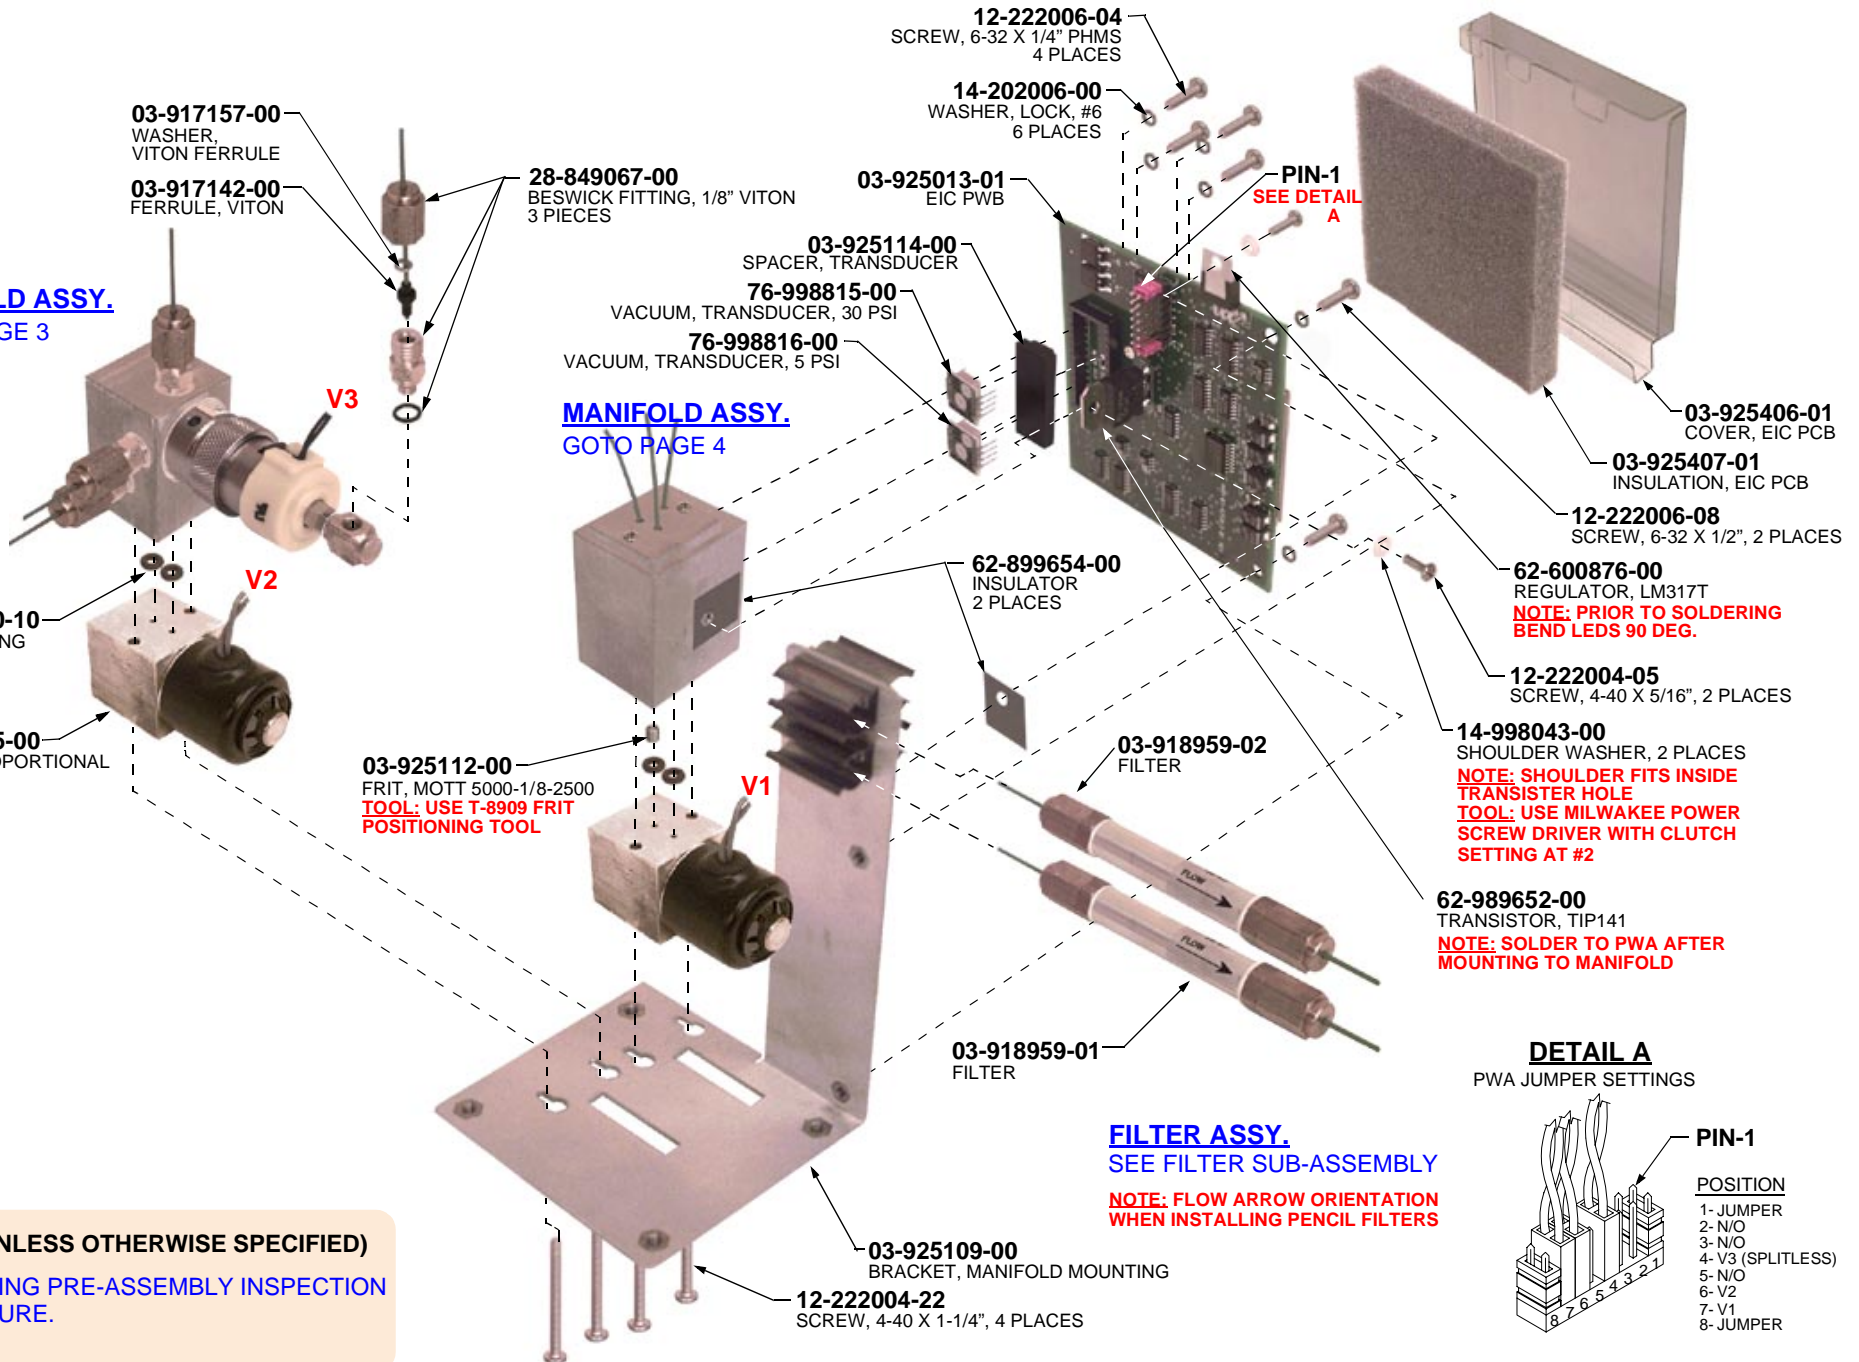 12-222006-04
SCREW, 6-32 X 1/4” PHMS
4 PLACES
14-202006-00
WASHER, LOCK, #6
6 PLACES
03-917157-00
WASHER,
VITON FERRULE
03-917142-00
FERRULE, VITON
28-849067-00
BESWICK FITTING, 1/8” VITON
3 PIECES
03-925013-01
EIC PWB
PIN-1
SEE DETAIL
A
03-925114-00
SPACER, TRANSDUCER
76-998815-00
VACUUM, TRANSDUCER, 30 PSI
76-998816-00
VACUUM, TRANSDUCER, 5 PSI
LD ASSY.
GE 3
V3
MANIFOLD ASSY.
GOTO PAGE 4
03-925406-01
COVER, EIC PCB
03-925407-01
INSULATION, EIC PCB
12-222006-08
SCREW, 6-32 X 1/2”, 2 PLACES
V2
0-10
NG
62-899654-00
INSULATOR
2 PLACES
62-600876-00
REGULATOR, LM317T
NOTE: PRIOR TO SOLDERING
BEND LEDS 90 DEG.
12-222004-05
SCREW, 4-40 X 5/16”, 2 PLACES
5-00
OPORTIONAL
14-998043-00
SHOULDER WASHER, 2 PLACES
NOTE: SHOULDER FITS INSIDE
TRANSISTER HOLE
TOOL: USE MILWAKEE POWER
SCREW DRIVER WITH CLUTCH
SETTING AT #2
03-925112-00
FRIT, MOTT 5000-1/8-2500
TOOL: USE T-8909 FRIT
POSITIONING TOOL
V1
03-918959-02
FILTER
FLOW
FLOW
62-989652-00
TRANSISTOR, TIP141
NOTE: SOLDER TO PWA AFTER
MOUNTING TO MANIFOLD
03-918959-01
FILTER
DETAIL A
PWA JUMPER SETTINGS
PIN-1
FILTER ASSY.
SEE FILTER SUB-ASSEMBLY
NOTE: FLOW ARROW ORIENTATION
WHEN INSTALLING PENCIL FILTERS
POSITION
1- JUMPER
2- N/O
3- N/O
4- V3 (SPLITLESS)
5- N/O
6- V2
7- V1
8- JUMPER
8 7 6 5 4 3 2 1
03-925109-00
BRACKET, MANIFOLD MOUNTING
12-222004-22
SCREW, 4-40 X 1-1/4”, 4 PLACES
NLESS OTHERWISE SPECIFIED)
ING PRE-ASSEMBLY INSPECTION
URE.